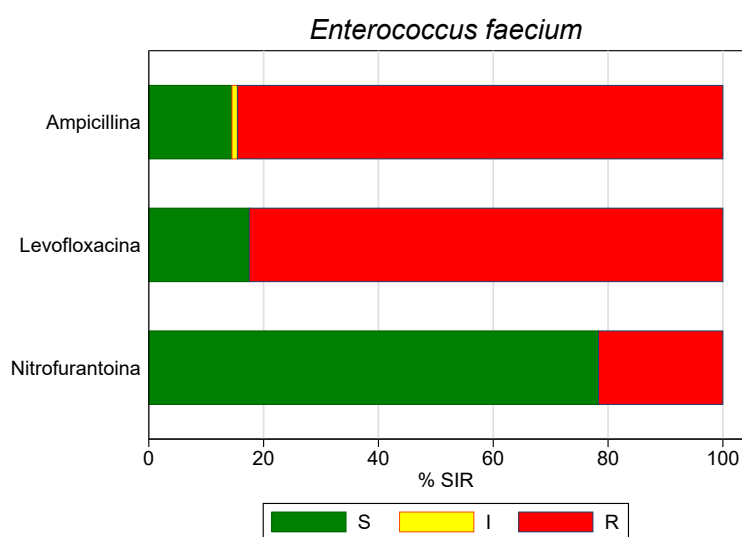 Enterococcus faecium
Ampicillina
Levofloxacina
Nitrofurantoina
0 20 40 60 80 100
% SIR
S I R